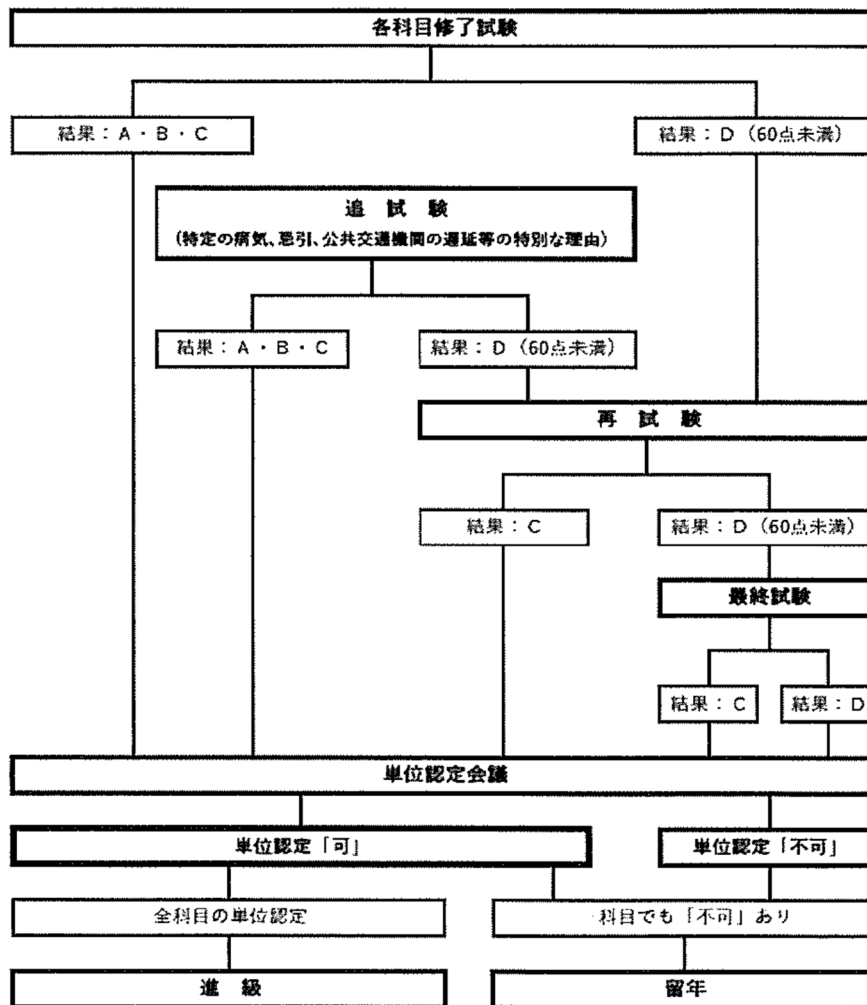 各科目修了試験
結果：A・B・C
結果：D（60点未満）
追　試　験
（特定の病気、忌引、公共交通機関の遅延等の特別な理由）
結果：A・B・C
結果：D（60点未満）
再　試　験
結果：C
結果：D（60点未満）
最終試験
結果：C
結果：D
単位認定会議
単位認定「可」
単位認定「不可」
全科目の単位認定
科目でも「不可」あり
進　級
留年